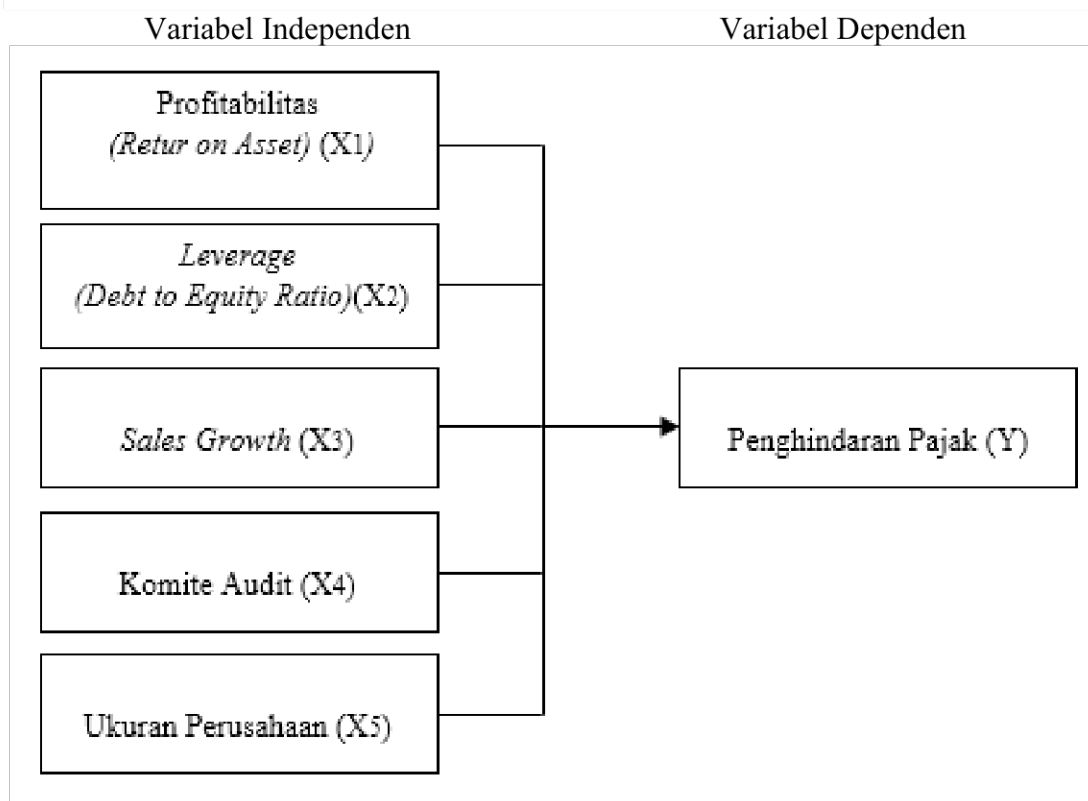 Variabel Independen
Variabel Dependen
Profitabilitas
(Retur on Asset) (X1)
Leverage
(Debt to Equity Ratio)(X2)
Sales Growth (X3)
Penghindaran Pajak (Y)
Komite Audit (X4)
Ukuran Perusahaan (X5)